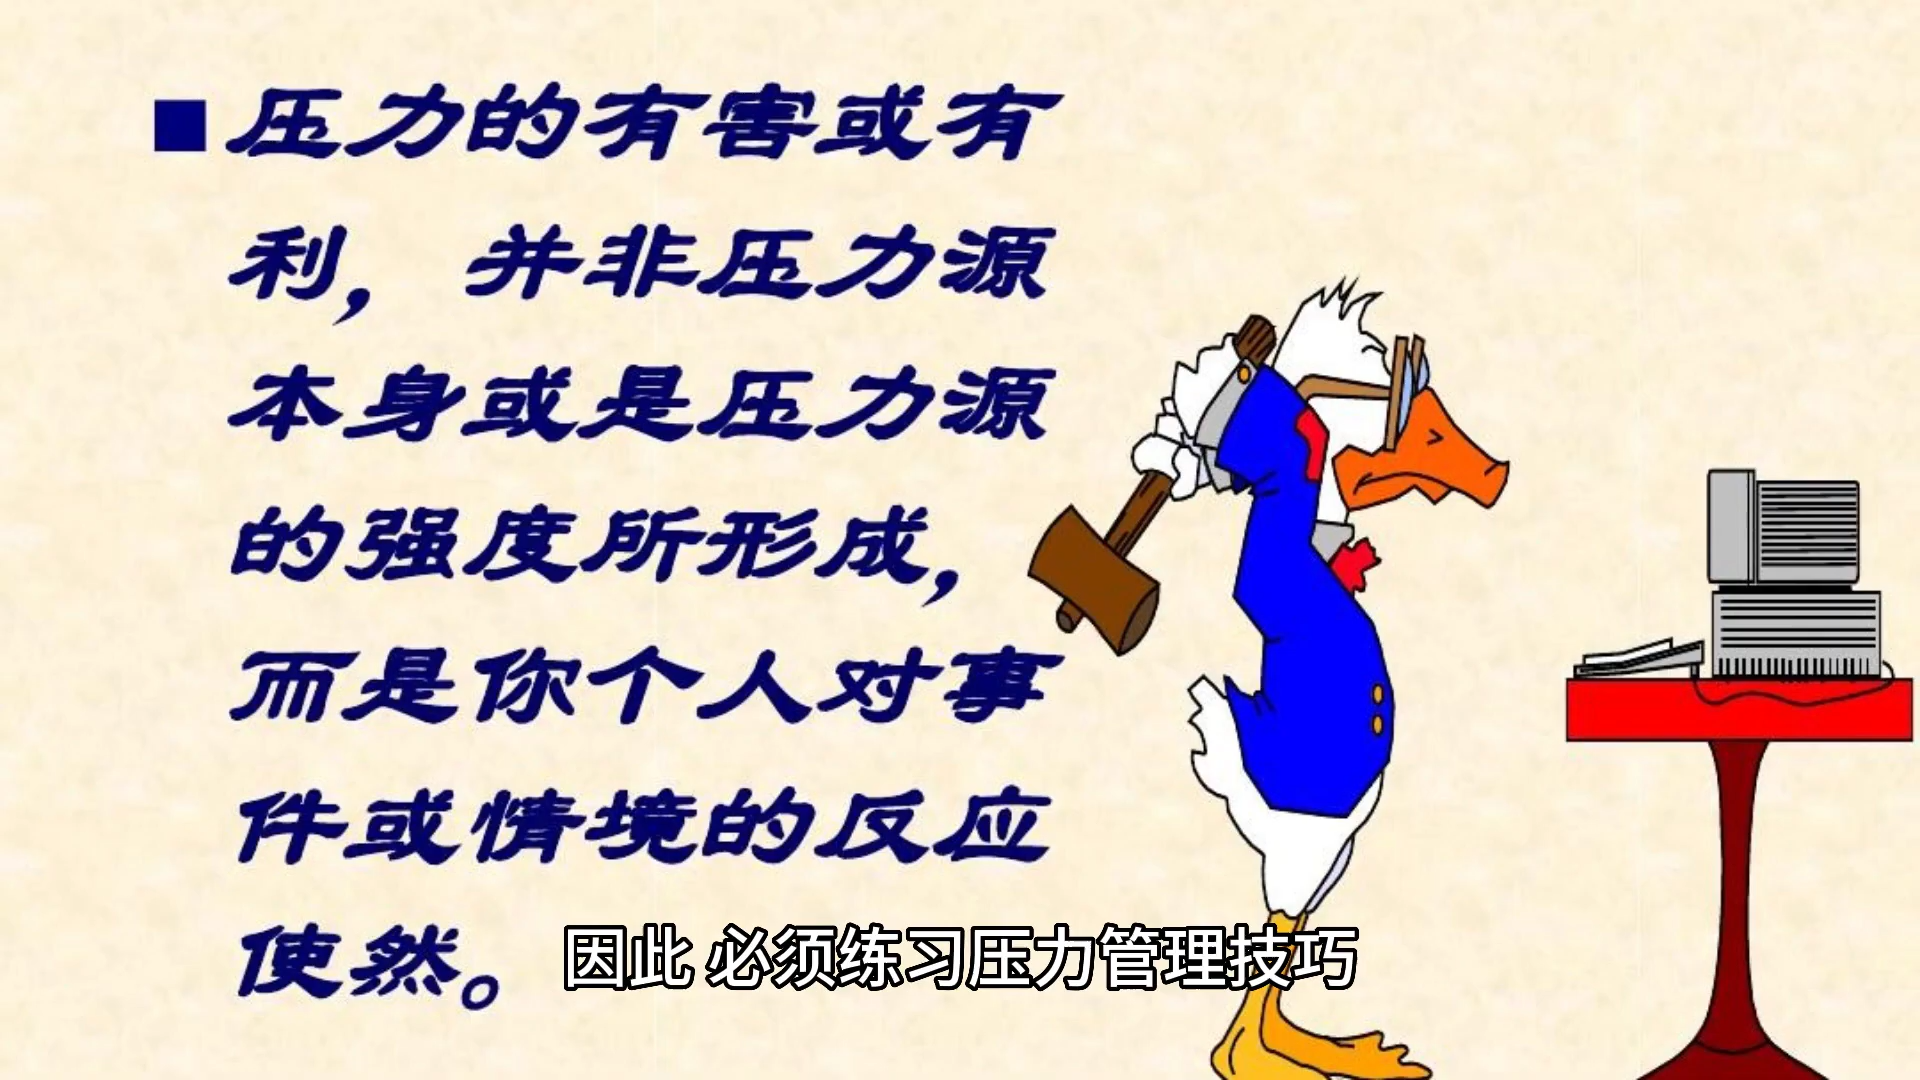 ■压力的有害或有
利，并非压力源
本身或是压力源
的强度所形成，
而是你个人对事
件或情境的反应
使然。
因此 必须练习压力管理技巧